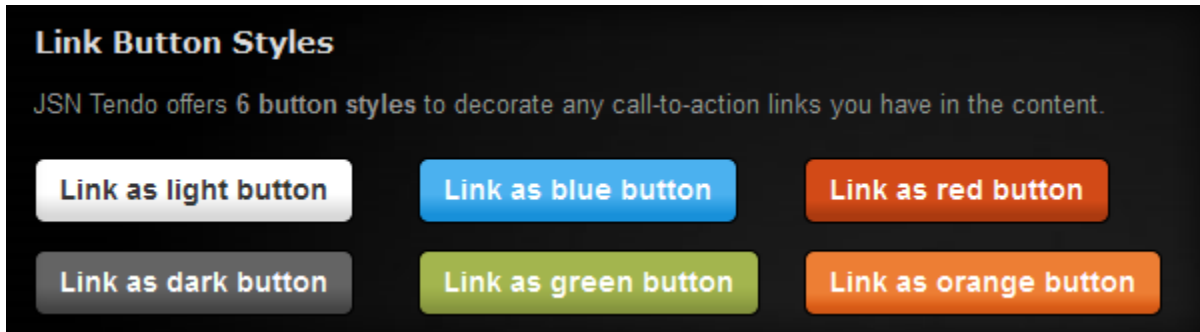 Link Button Styles
JSN Tendo offers 6 button styles to decorate any call-to-action links you have in the content.
Link as light button
Link as blue button
Link as red button
Link as dark button
Link as green button
Link as orange button